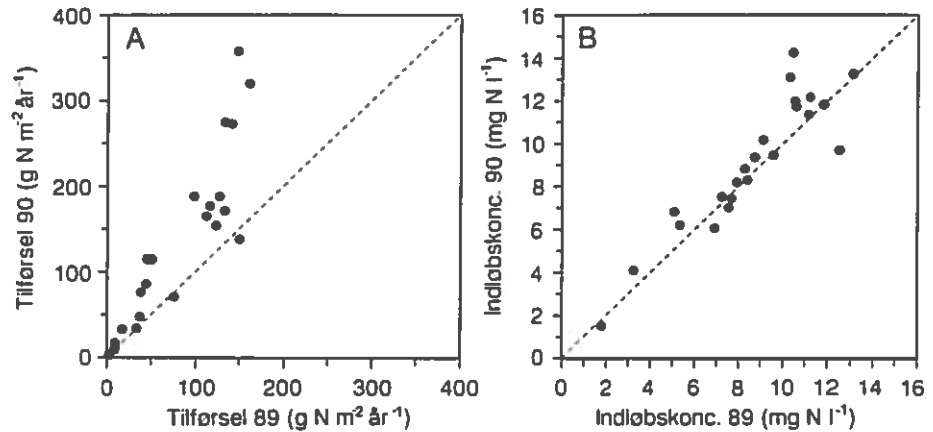 A
Tilførsel 90 (g N m⁻² år⁻¹)
400
300
200
100
0
0 100 200 300 400
Tilførsel 89 (g N m⁻² år⁻¹)
B
Indløbskonc. 90 (mg N l⁻¹)
16
14
12
10
8
6
4
2
0
0 2 4 6 8 10 12 14 16
Indløbskonc. 89 (mg N l⁻¹)